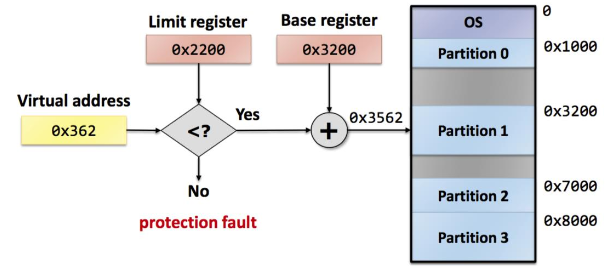 Limit register
Base register
0x2200
0x3200
Virtual address
0x362
<?
Yes
+
0x3562
No
protection fault
OS
Partition 0
Partition 1
Partition 2
Partition 3
0
0x1000
0x3200
0x7000
0x8000